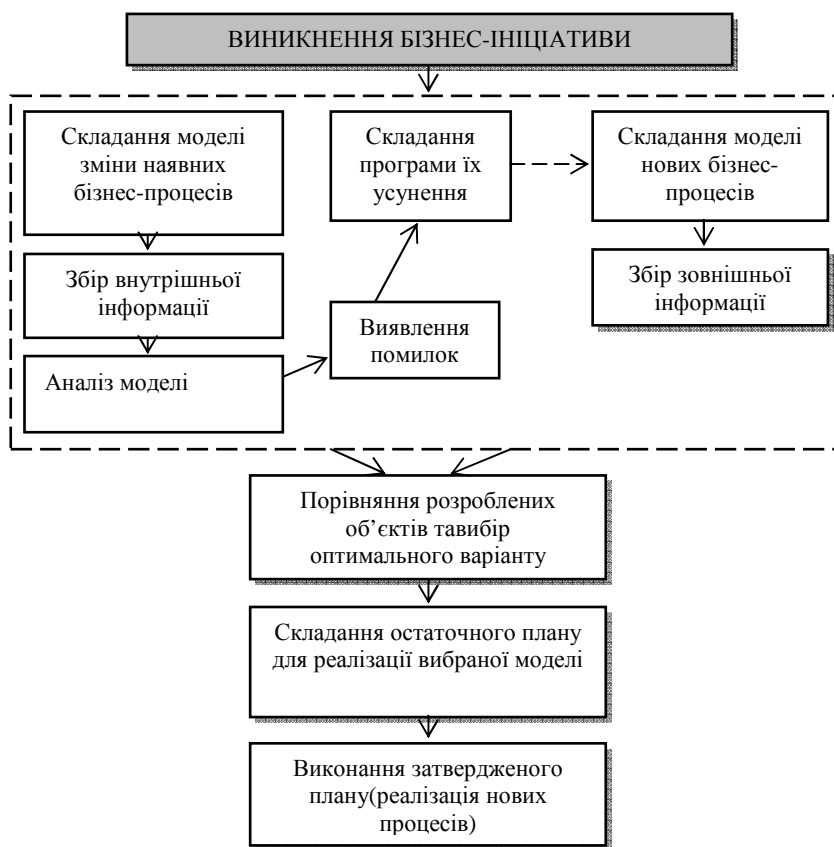 ВИНИКНЕННЯ БІЗНЕС-ІНІЦІАТИВИ
Складання моделі
зміни наявних
бізнес-процесів
Збір внутрішньої
інформації
Аналіз моделі
Складання
програми їх
усунення
Виявлення
помилок
Складання моделі
нових бізнес-
процесів
Збір зовнішньої
інформації
Порівняння розроблених
об’єктів тавибір
оптимального варіанту
Складання остаточного плану
для реалізації вибраної моделі
Виконання затвердженого
плану(реалізація нових
процесів)